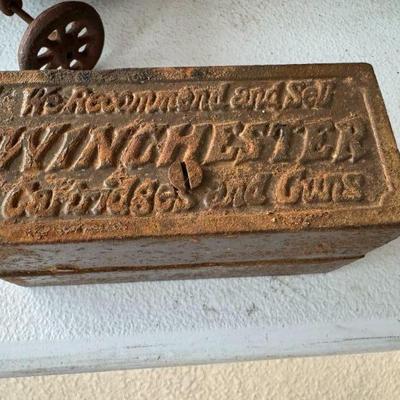 We Recommend and Sell
WINCHESTER
Cartridges and Guns